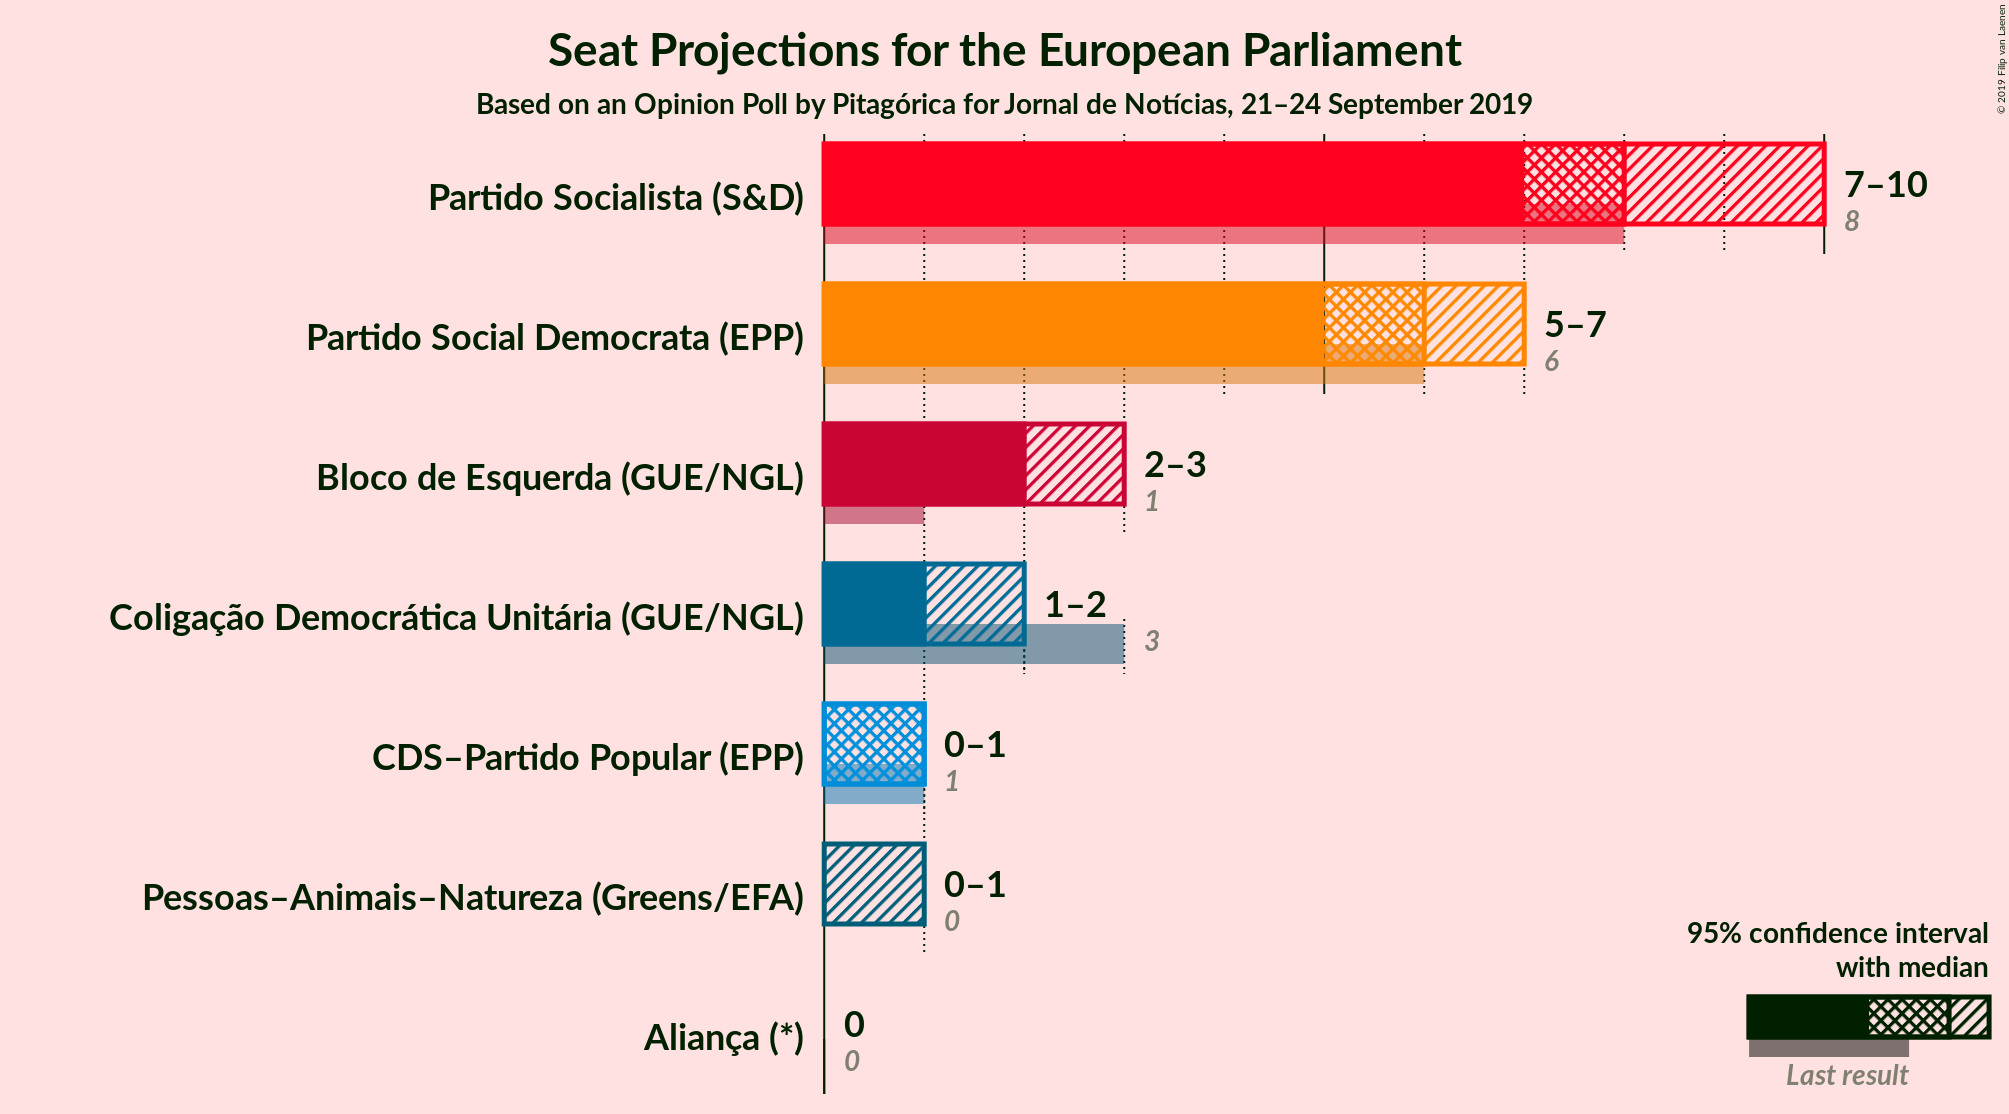 Seat Projections for the European Parliament
Based on an Opinion Poll by Pitagórica for Jornal de Notícias, 21–24 September 2019
© 2019 Filip van Laenen
Partido Socialista (S&D)
7–10
8
Partido Social Democrata (EPP)
5–7
6
Bloco de Esquerda (GUE/NGL)
2–3
1
Coligação Democrática Unitária (GUE/NGL)
1–2
3
CDS–Partido Popular (EPP)
0–1
1
Pessoas–Animais–Natureza (Greens/EFA)
0–1
0
Aliança (*)
0
0
95% confidence interval
with median
Last result